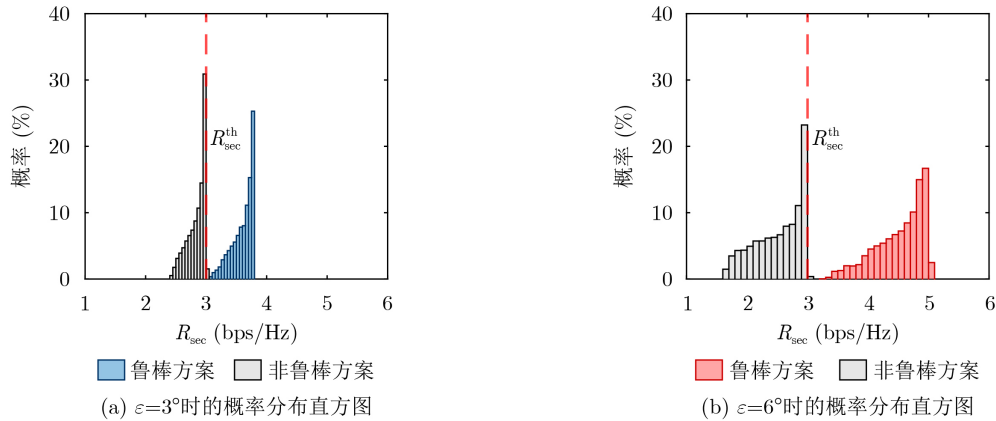 40
30
20
10
0
概率 (%)
R_sec^th
1 2 3 4 5 6
R_sec (bps/Hz)
鲁棒方案 非鲁棒方案
(a) ε=3°时的概率分布直方图
40
30
20
10
0
概率 (%)
R_sec^th
1 2 3 4 5 6
R_sec (bps/Hz)
鲁棒方案 非鲁棒方案
(b) ε=6°时的概率分布直方图